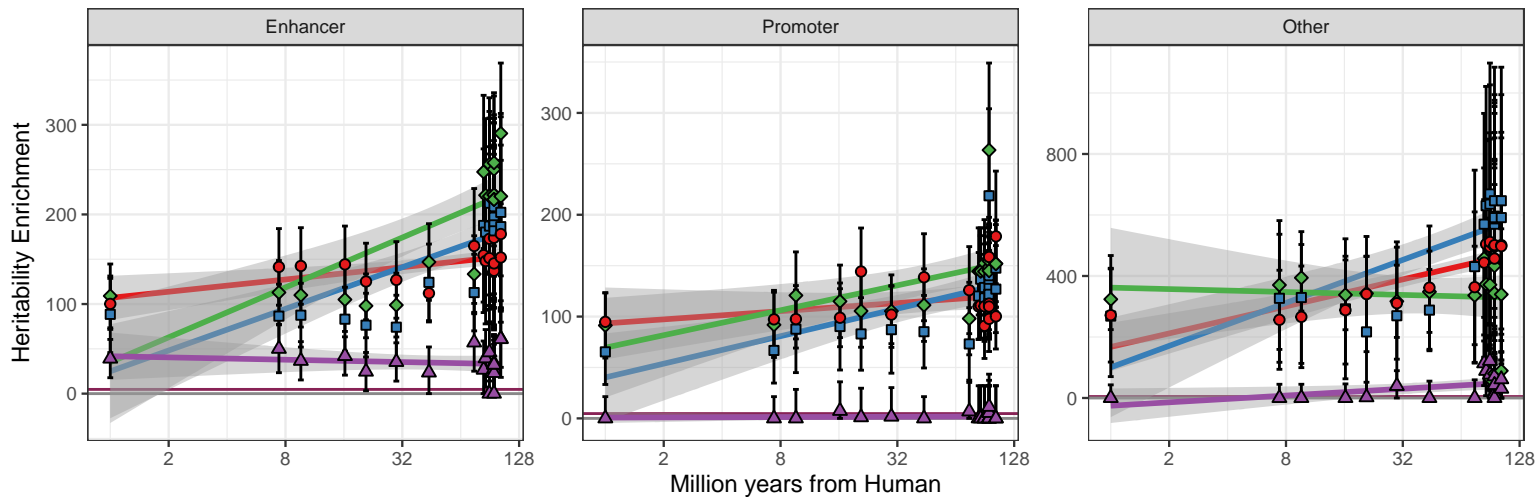 Enhancer Promoter Other
Heritability Enrichment
300
200
100
0
2 8 32 128
300
200
100
0
2 8 32 128
800
400
0
2 8 32 128
Million years from Human